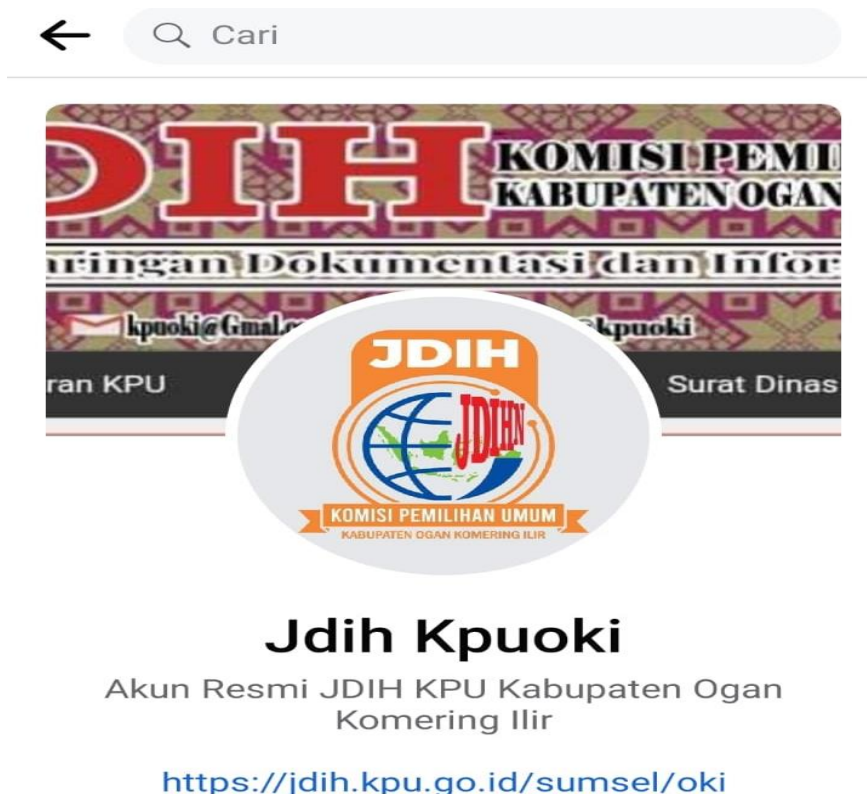 Cari
DIH
KOMISI PEMI
KABUPATEN OGAN
aringan Dokumentasi dan Infor
kpuoki@Gmal.c
kpuoki
ran KPU
Surat Dinas
JDIH
JDIHN
KOMISI PEMILIHAN UMUM
KABUPATEN OGAN KOMERING ILIR
Jdih Kpuoki
Akun Resmi JDIH KPU Kabupaten Ogan
Komering Ilir
https://jdih.kpu.go.id/sumsel/oki